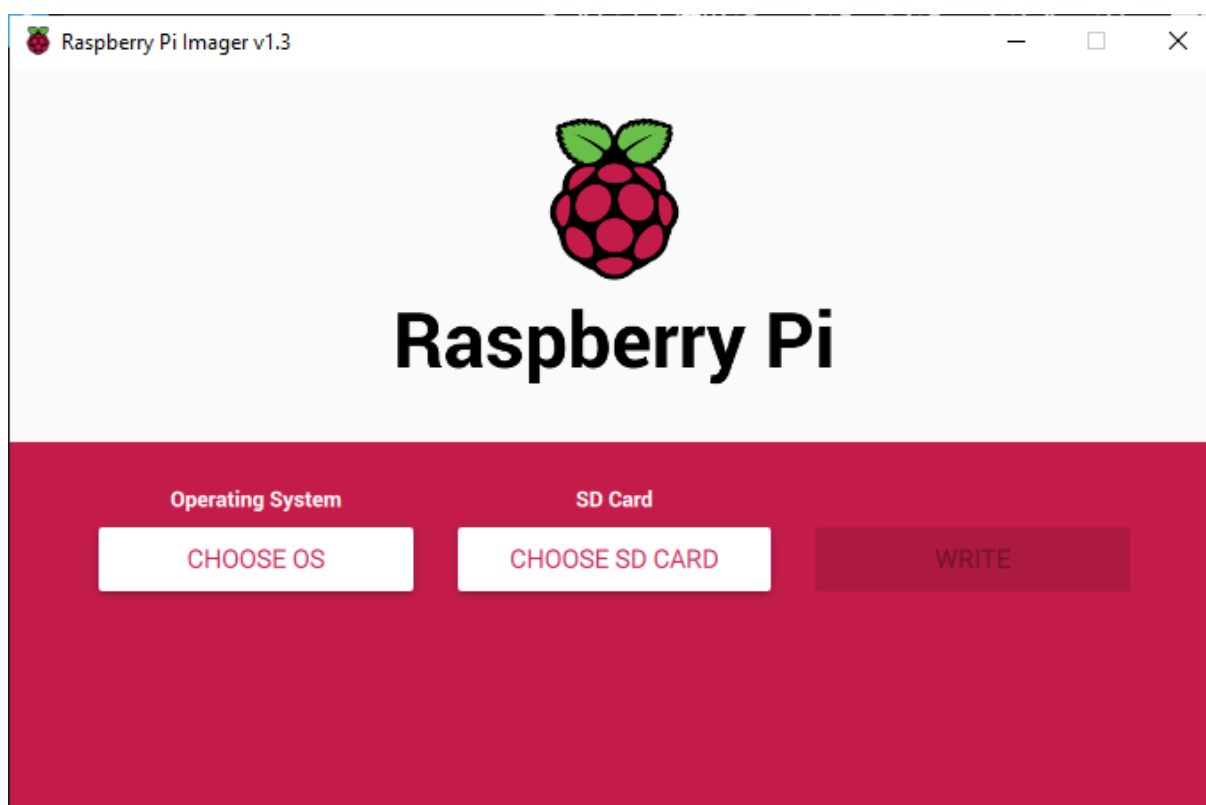 Raspberry Pi Imager v1.3
Raspberry Pi
Operating System
SD Card
CHOOSE OS
CHOOSE SD CARD
WRITE